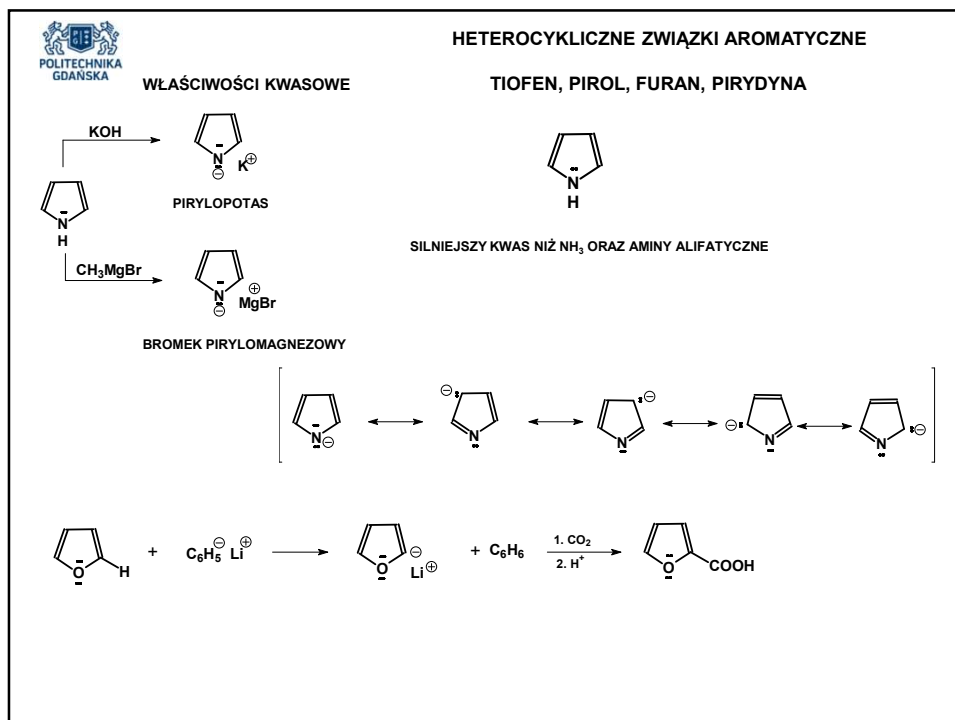 POLITECHNIKA
GDAŃSKA
HETEROCYKLICZNE ZWIĄZKI AROMATYCZNE
WŁAŚCIWOŚCI KWASOWE
TIOFEN, PIROL, FURAN, PIRYDYNA
KOH
N
K⊕
⊖
PIRYLOPOTAS
N
H
CH₃MgBr
N
⊕
MgBr
⊖
BROMEK PIRYLOMAGNEZOWY
N
H
SILNIEJSZY KWAS NIŻ NH₃ ORAZ AMINY ALIFATYCZNE
N⊖
⊖
N
⊖
N
⊖
N
⊖
N
O
H
+
C₆H₅⊖ Li⊕
O
⊖
Li⊕
+ C₆H₆
1. CO₂
2. H⁺
O
COOH